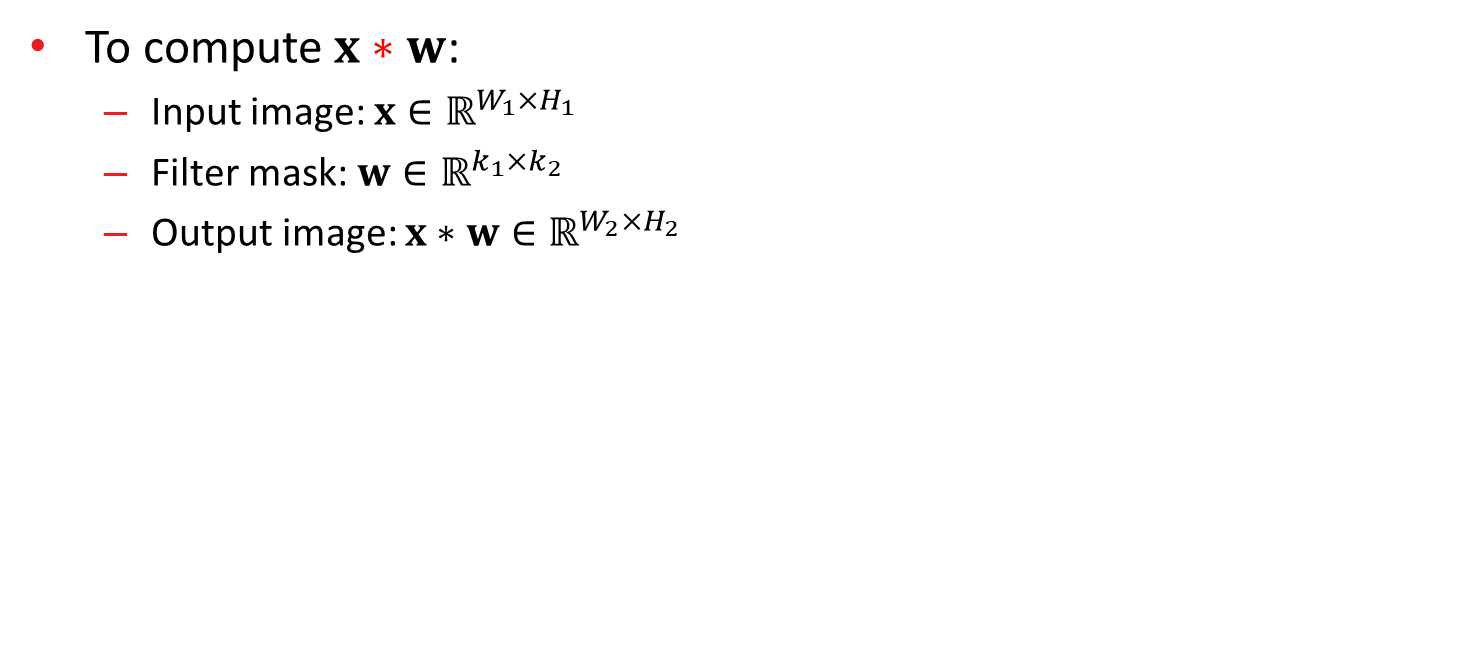 • To compute 𝐱 * 𝐰:
– Input image: 𝐱 ∈ ℝ^{W₁×H₁}
– Filter mask: 𝐰 ∈ ℝ^{k₁×k₂}
– Output image: 𝐱 * 𝐰 ∈ ℝ^{W₂×H₂}